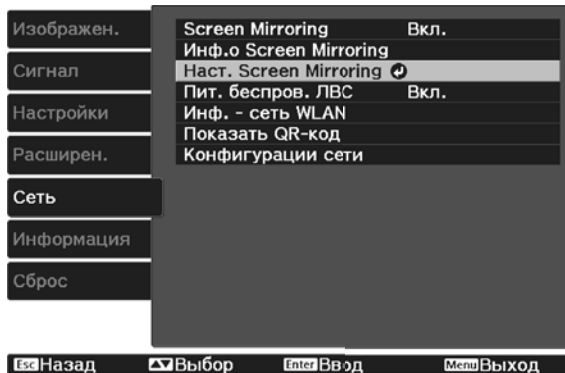 Изображен.
Сигнал
Настройки
Расширен.
Сеть
Информация
Сброс
Screen Mirroring Вкл.
Инф.о Screen Mirroring
Наст. Screen Mirroring
Пит. беспров. ЛВС Вкл.
Инф. - сеть WLAN
Показать QR-код
Конфигурации сети
Esc Назад Выбор Enter Ввод Menu Выход